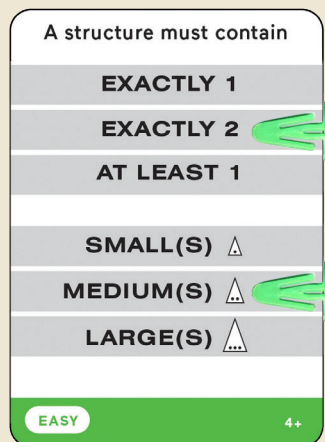 A structure must contain
EXACTLY 1
EXACTLY 2
AT LEAST 1
SMALL(S)
MEDIUM(S)
LARGE(S)
EASY
4+